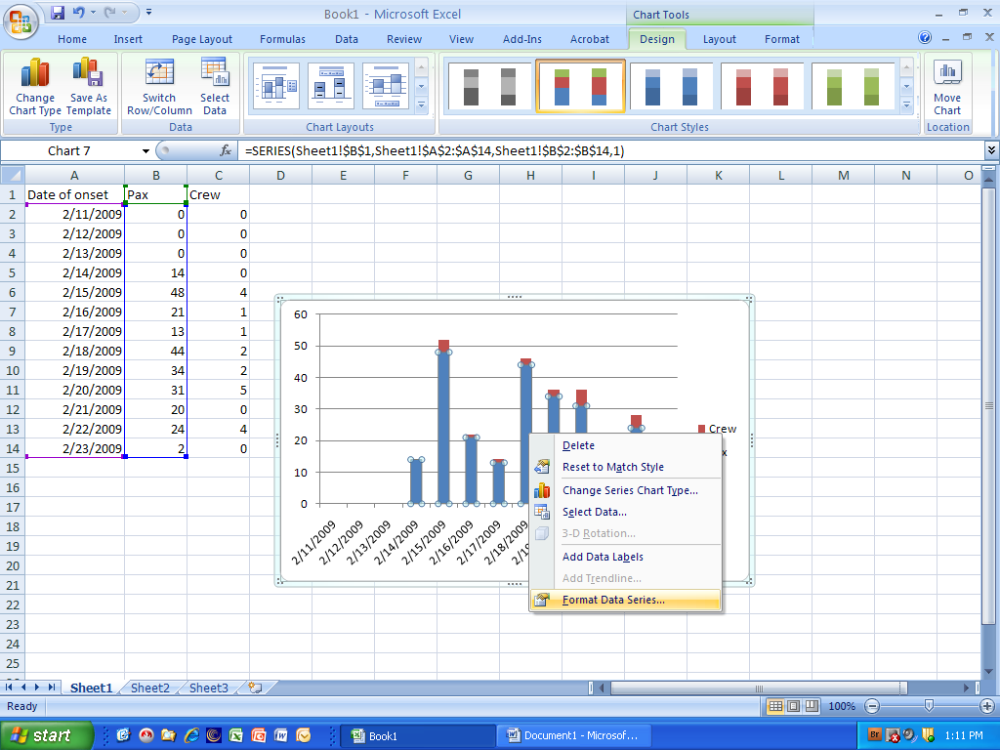 Book1 - Microsoft Excel
Chart Tools
Home Insert Page Layout Formulas Data Review View Add-Ins Acrobat Design Layout Format
Change Chart Type
Save As Template
Switch Row/Column
Select Data
Move Chart
Type Data Chart Layouts Chart Styles Location
Chart 7 fx =SERIES(Sheet1!$B$1,Sheet1!$A$2:$A$14,Sheet1!$B$2:$B$14,1)
A B C D E F G H I J K L M N O
1 Date of onset Pax Crew
2 2/11/2009 0 0
3 2/12/2009 0 0
4 2/13/2009 0 0
5 2/14/2009 14 0
6 2/15/2009 48 4
7 2/16/2009 21 1
8 2/17/2009 13 1
9 2/18/2009 44 2
10 2/19/2009 34 2
11 2/20/2009 31 5
12 2/21/2009 20 0
13 2/22/2009 24 4
14 2/23/2009 2 0
15
16
17
18
19
20
21
22
23
24
25
60
50
40
30
20
10
0
2/11/2009 2/12/2009 2/13/2009 2/14/2009 2/15/2009 2/16/2009 2/17/2009 2/18/2009
Crew
Delete
Reset to Match Style
Change Series Chart Type...
Select Data...
3-D Rotation...
Add Data Labels
Add Trendline...
Format Data Series...
Sheet1 Sheet2 Sheet3
Ready 100%
start Book1 Document1 - Microsof... Br 1:11 PM